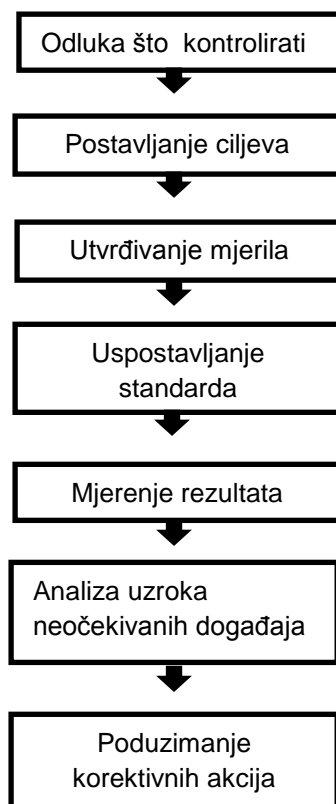 Odluka što kontrolirati
Postavljanje ciljeva
Utvrđivanje mjerila
Uspostavljanje
standarda
Mjerenje rezultata
Analiza uzroka
neočekivanih događaja
Poduzimanje
korektivnih akcija